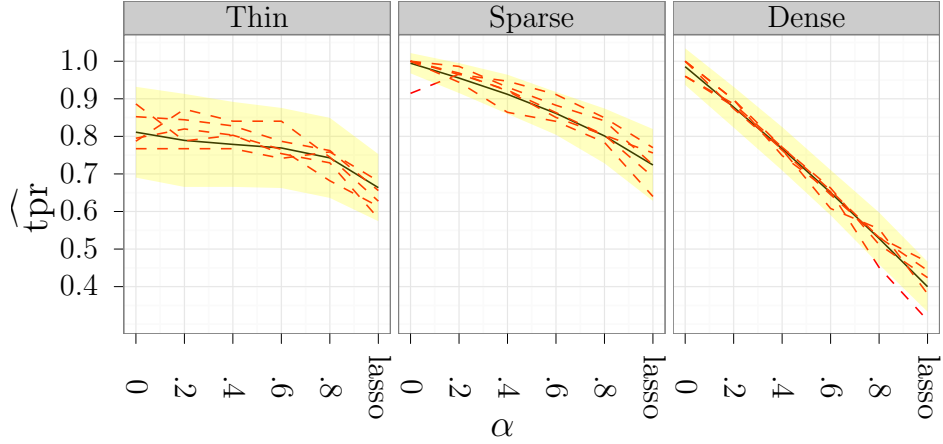 Thin Sparse Dense
1.0
0.9
0.8
0.7
0.6
0.5
0.4
t̂pr
0 .2 .4 .6 .8 lasso 0 .2 .4 .6 .8 lasso 0 .2 .4 .6 .8 lasso
α